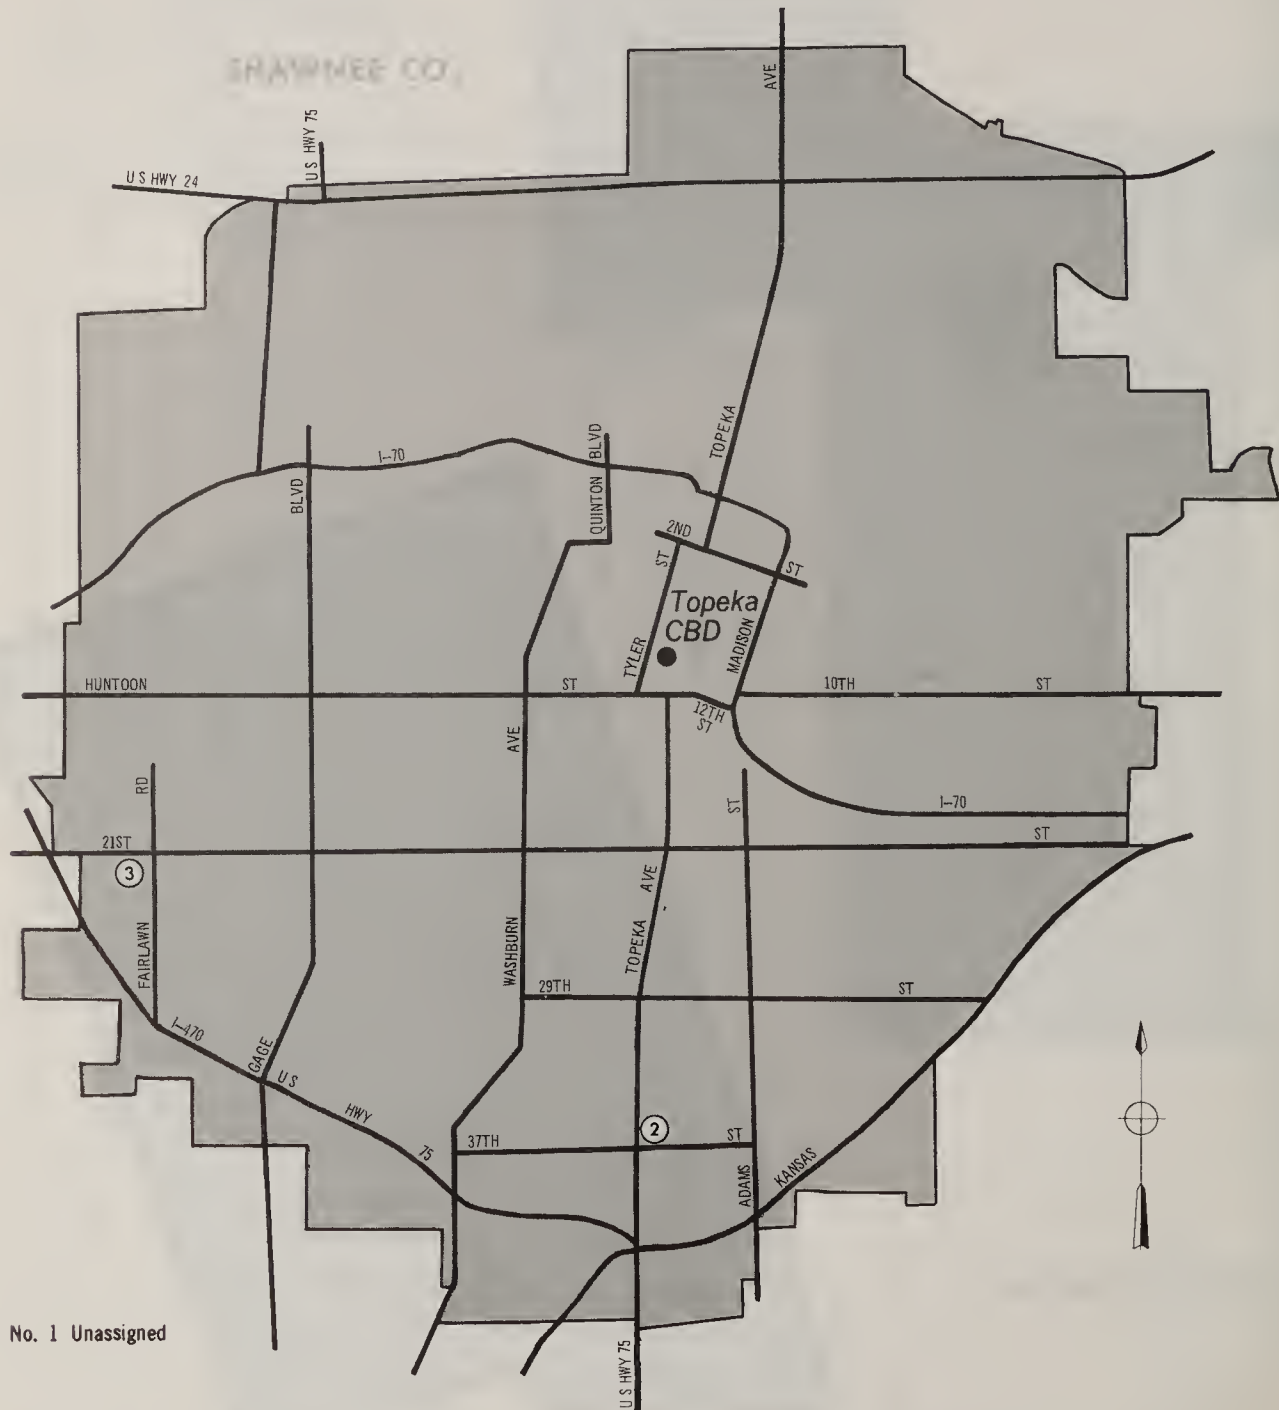 SHAWNEE CO.
AVE
U S HWY 75
U S HWY 24
TOPEKA
I-70
BLVD
QUINTON BLVD
2ND ST
ST
Topeka
CBD
TYLER
MADISON
HUNTOON ST
10TH ST
12TH
ST
AVE
RD
ST
I-70
21ST ST
3
AVE
FAIRLAWN
WASHBURN
TOPEKA
29TH ST
I-470
GAGE
U S HWY 75
2
37TH ST
ADAMS
KANSAS
No. 1 Unassigned
U S HWY 75